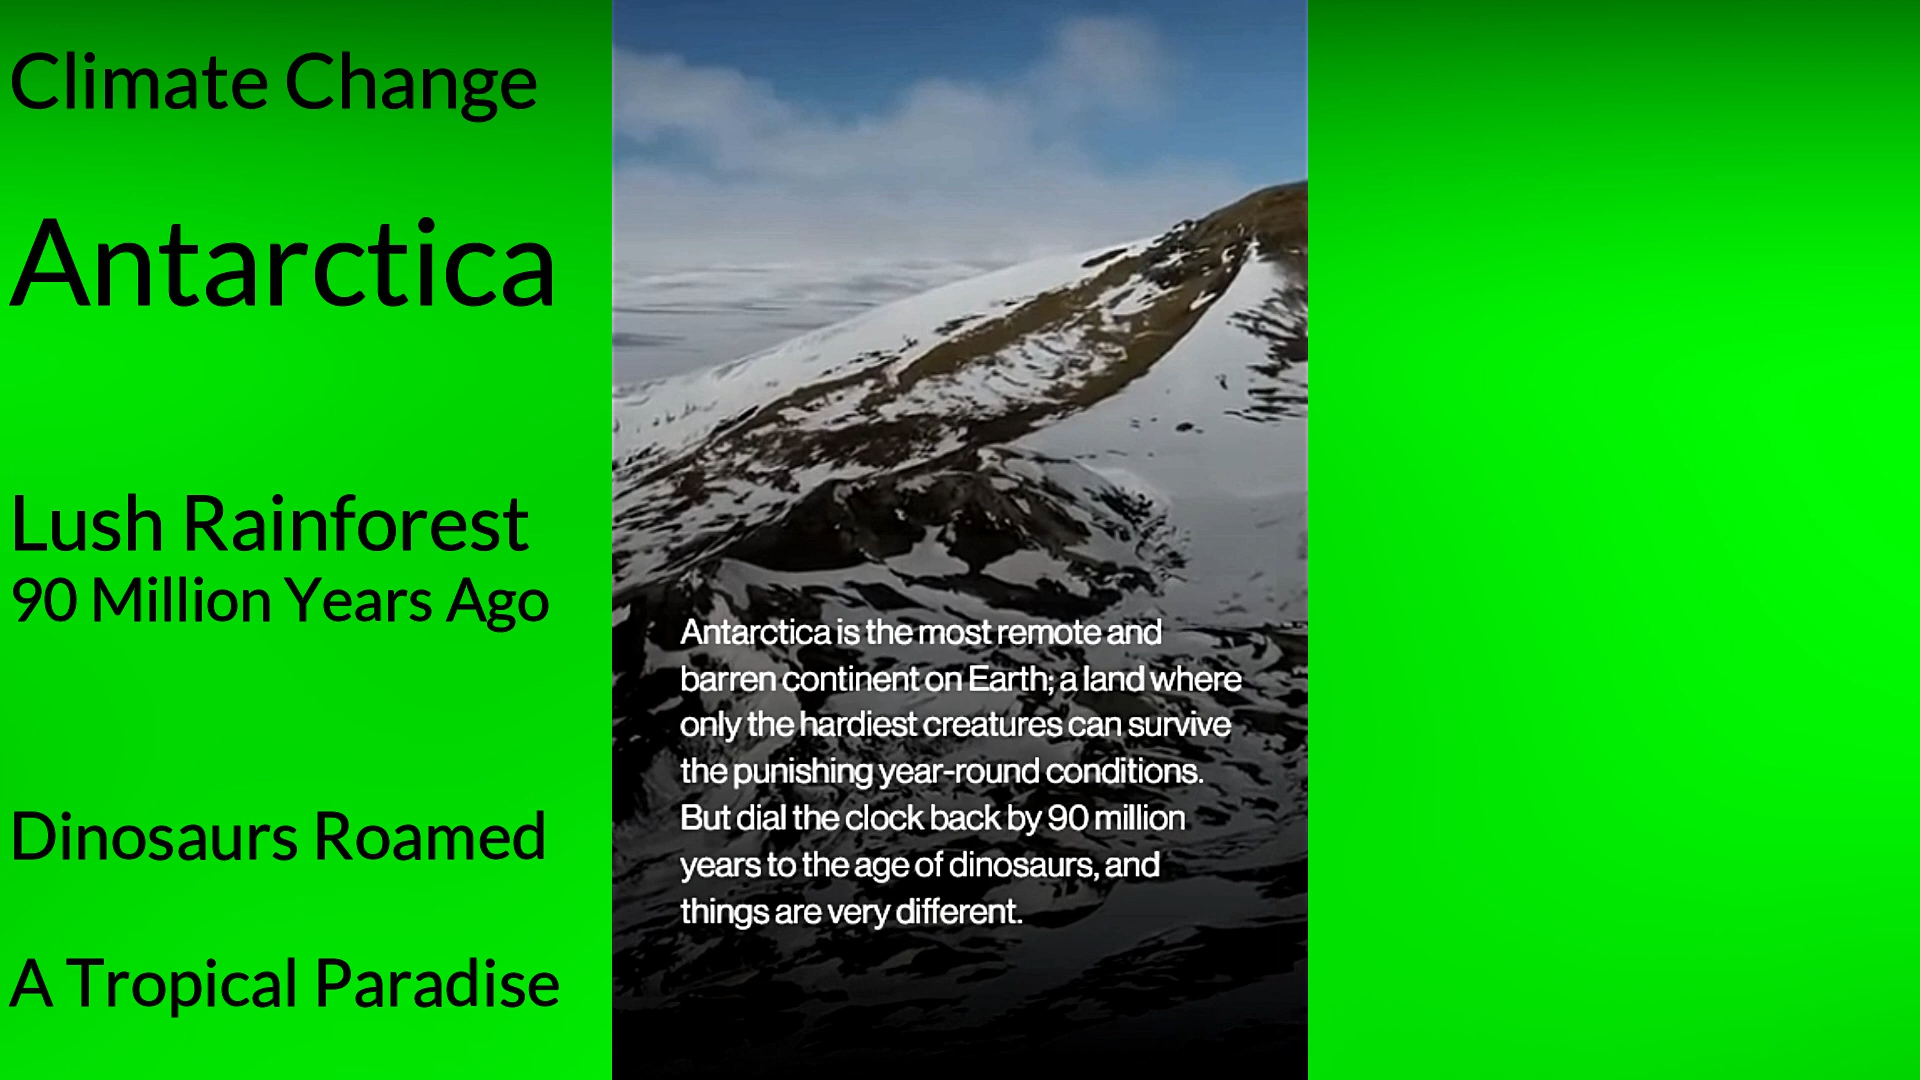 Climate Change
Antarctica
Lush Rainforest
90 Million Years Ago
Dinosaurs Roamed
A Tropical Paradise
Antarctica is the most remote and
barren continent on Earth; a land where
only the hardiest creatures can survive
the punishing year-round conditions.
But dial the clock back by 90 million
years to the age of dinosaurs, and
things are very different.